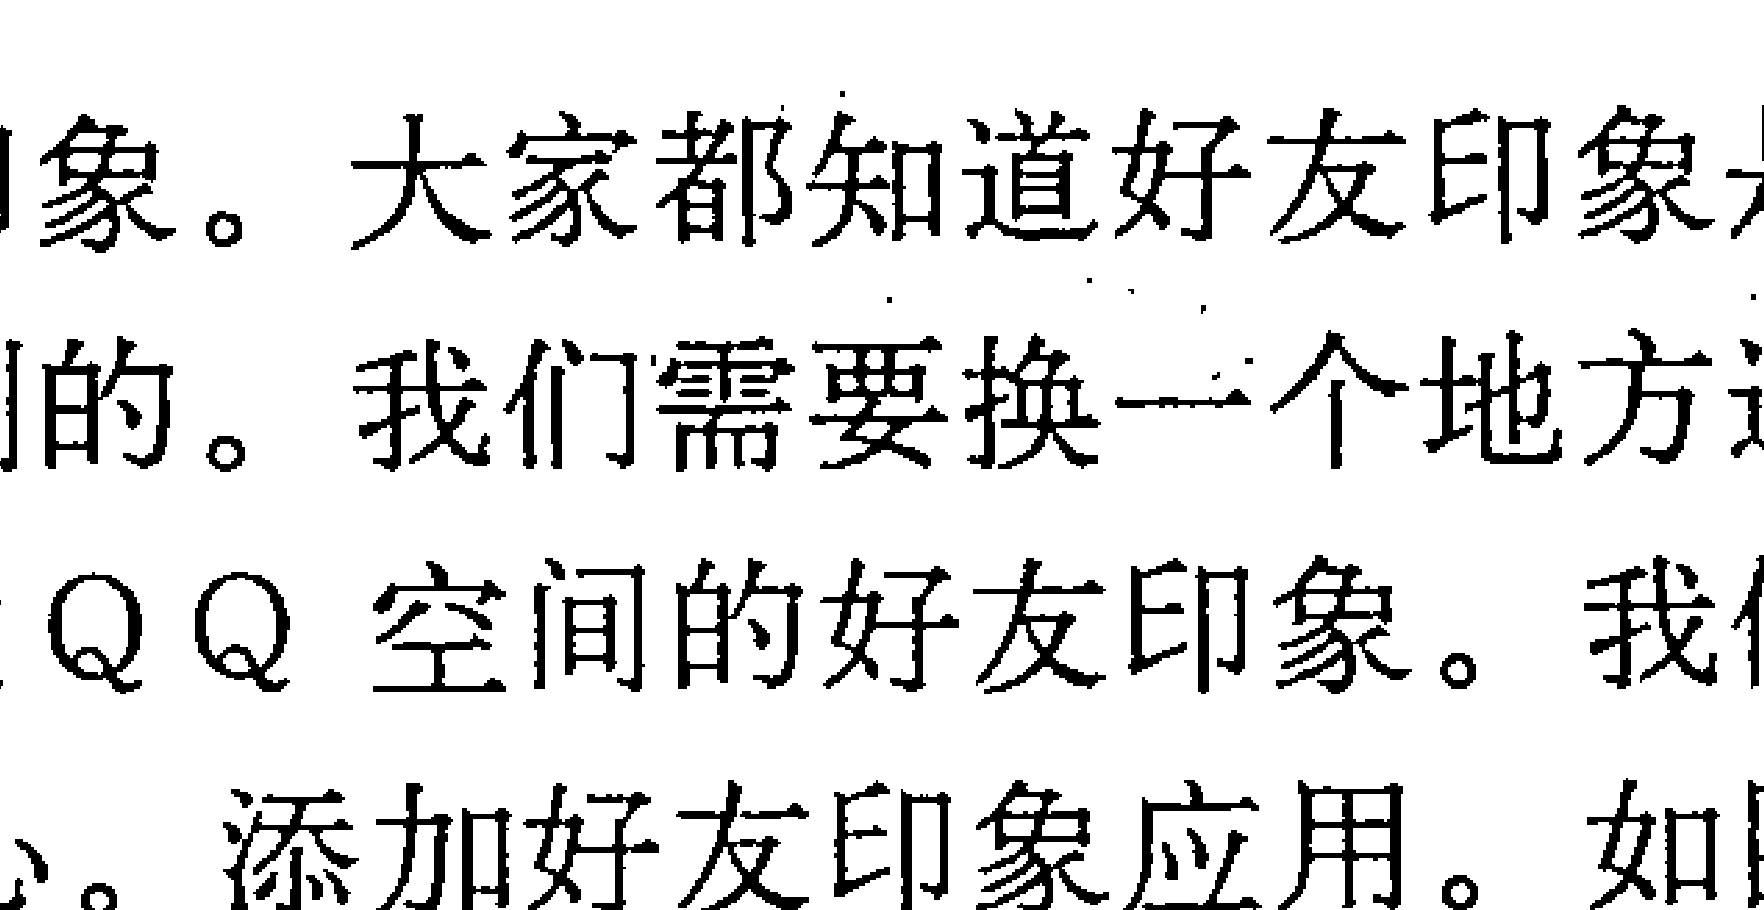 象。大家都知道好友印象
的。我们需要换一个地方
QQ 空间的好友印象。我
。添加好友印象应用。如